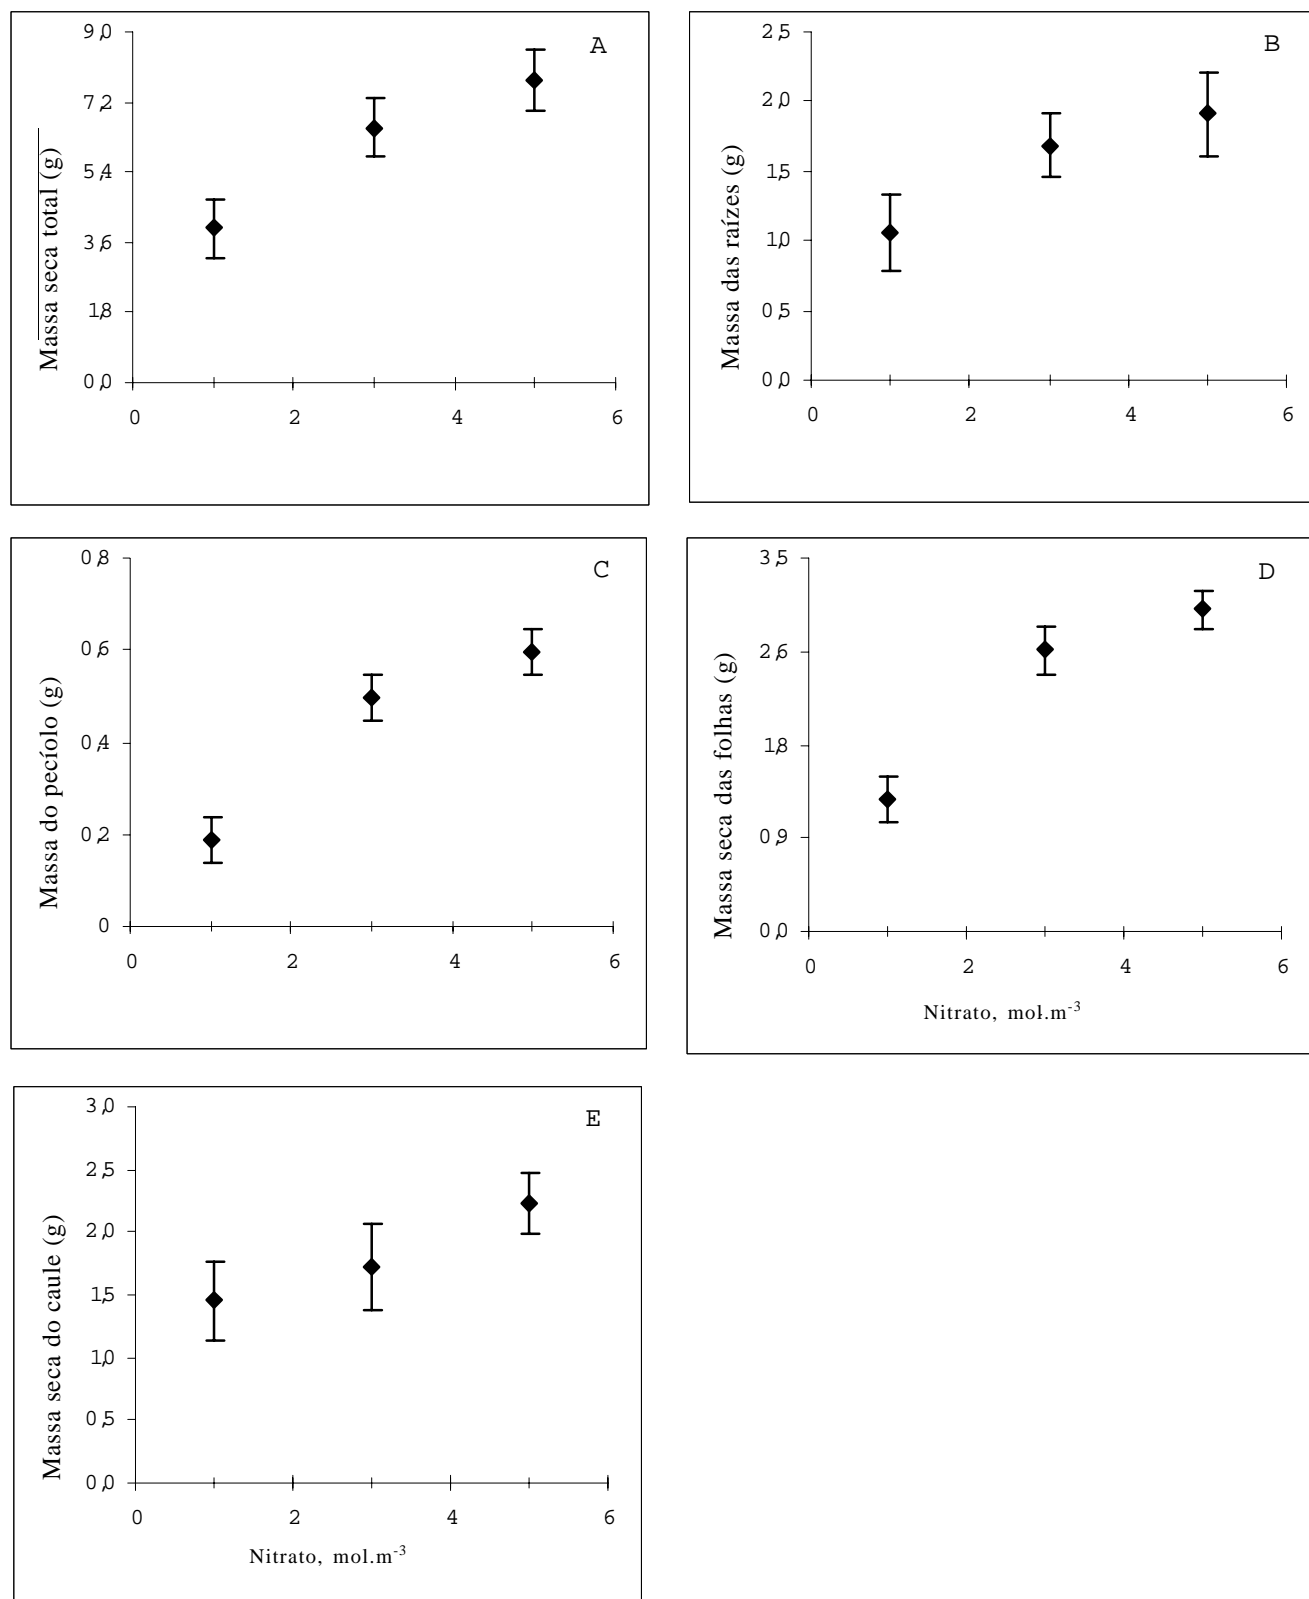 A
Massa seca total (g)
9,0
7,2
5,4
3,6
1,8
0,0
0 2 4 6
B
Massa das raízes (g)
2,5
2,0
1,5
1,0
0,5
0,0
0 2 4 6
C
Massa do pecíolo (g)
0,8
0,6
0,4
0,2
0
0 2 4 6
D
Massa seca das folhas (g)
3,5
2,6
1,8
0,9
0,0
0 2 4 6
Nitrato, mol.m-3
E
Massa seca do caule (g)
3,0
2,5
2,0
1,5
1,0
0,5
0,0
0 2 4 6
Nitrato, mol.m-3